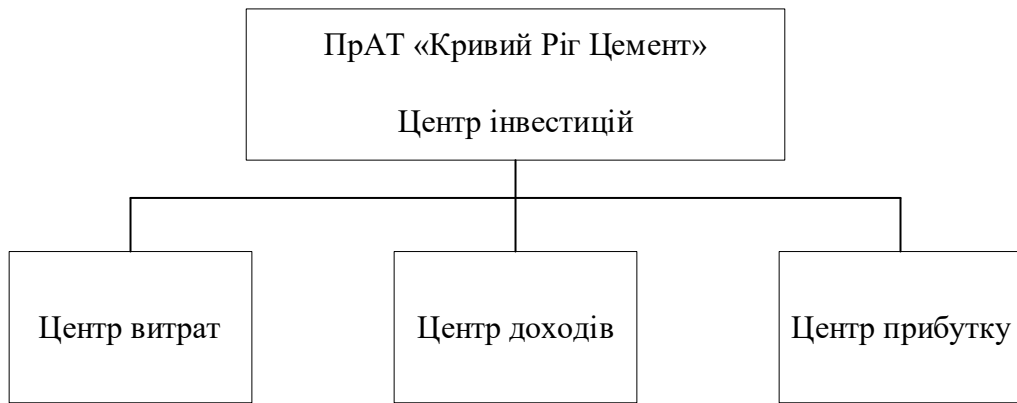 ПрАТ «Кривий Ріг Цемент»
Центр інвестицій
Центр витрат
Центр доходів
Центр прибутку